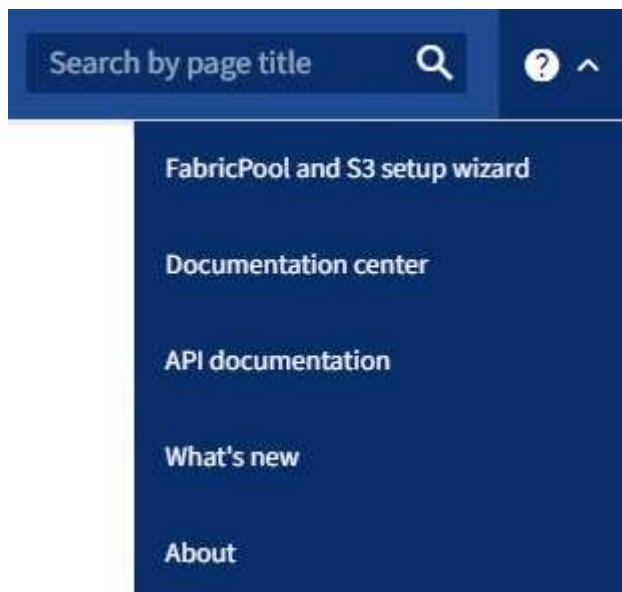 Search by page title
FabricPool and S3 setup wizard
Documentation center
API documentation
What's new
About